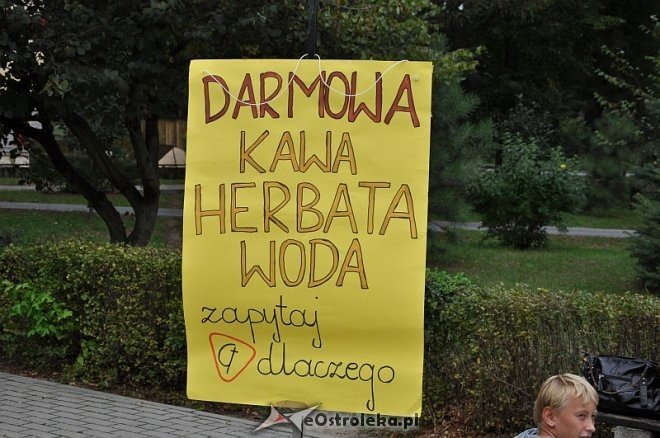 DARMOWA
KAWA
HERBATA
WODA
zapytaj
dlaczego
eOstroleka.pl